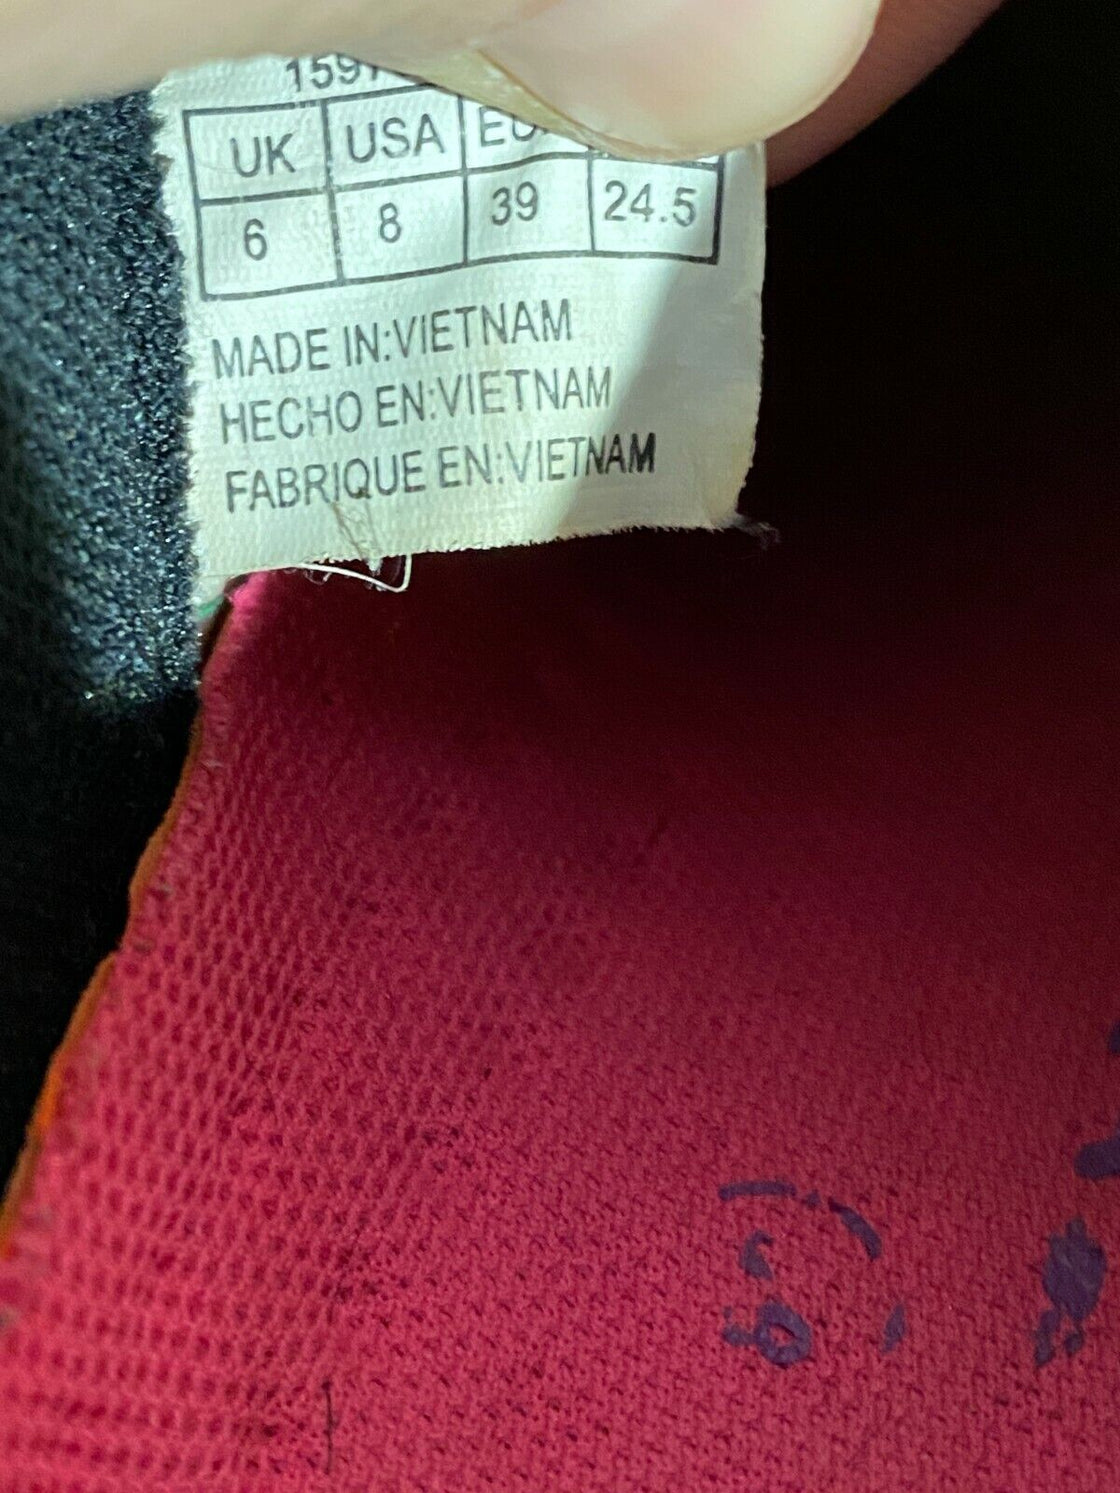 UK USA
6 8 39 24.5
MADE IN:VIETNAM
HECHO EN:VIETNAM
FABRIQUE EN:VIETNAM